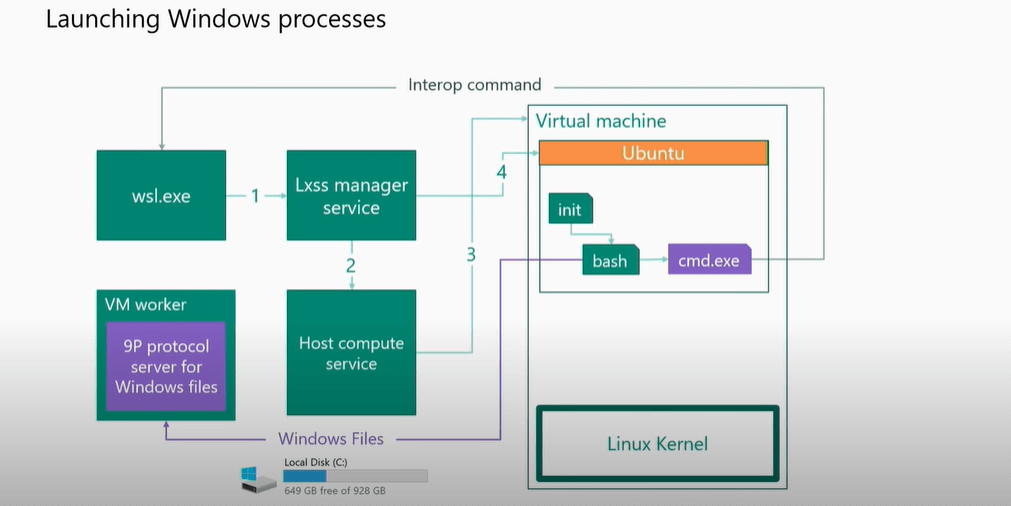 Launching Windows processes
Interop command
Virtual machine
Ubuntu
wsl.exe
1
Lxss manager
service
4
init
2
3
bash
cmd.exe
VM worker
9P protocol
server for
Windows files
Host compute
service
Windows Files
Linux Kernel
Local Disk (C:)
649 GB free of 928 GB